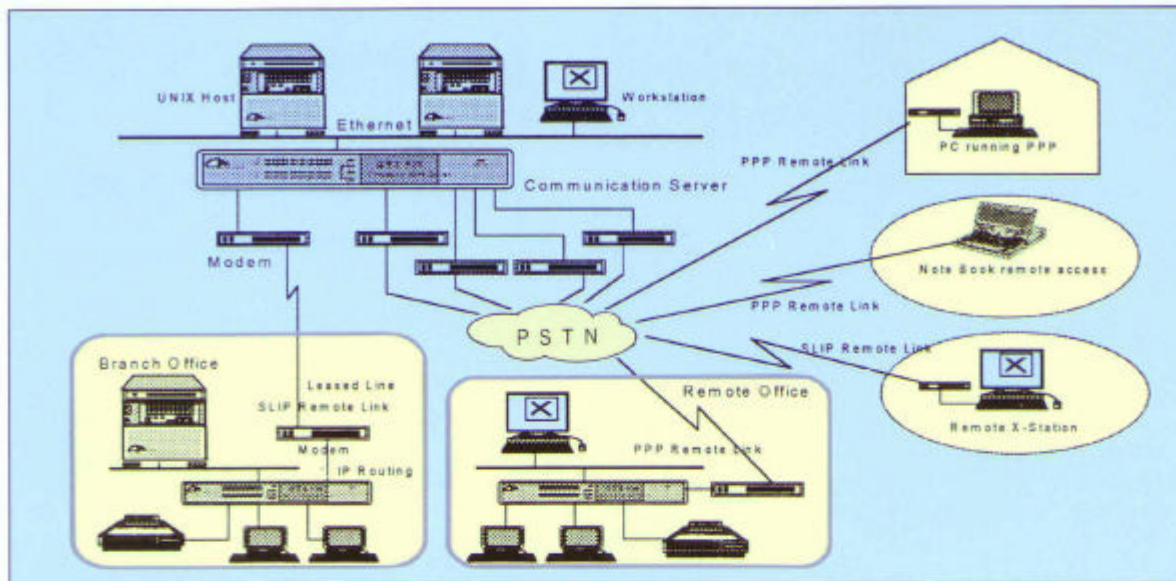 UNIX Host
Ethernet
Workstation
Communication Server
Modem
PSTN
PPP Remote Link
PC running PPP
Note Book remote access
PPP Remote Link
SLIP Remote Link
Remote X-Station
Branch Office
Leased Line
SLIP Remote Link
Modem
IP Routing
Remote Office
PPP Remote Link